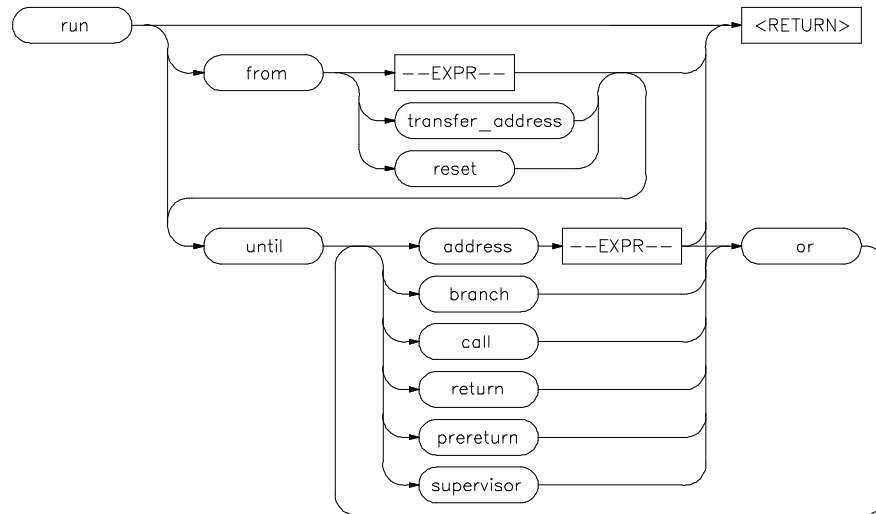 run
<RETURN>
from
--EXPR--
transfer_address
reset
until
address
--EXPR--
or
branch
call
return
prereturn
supervisor